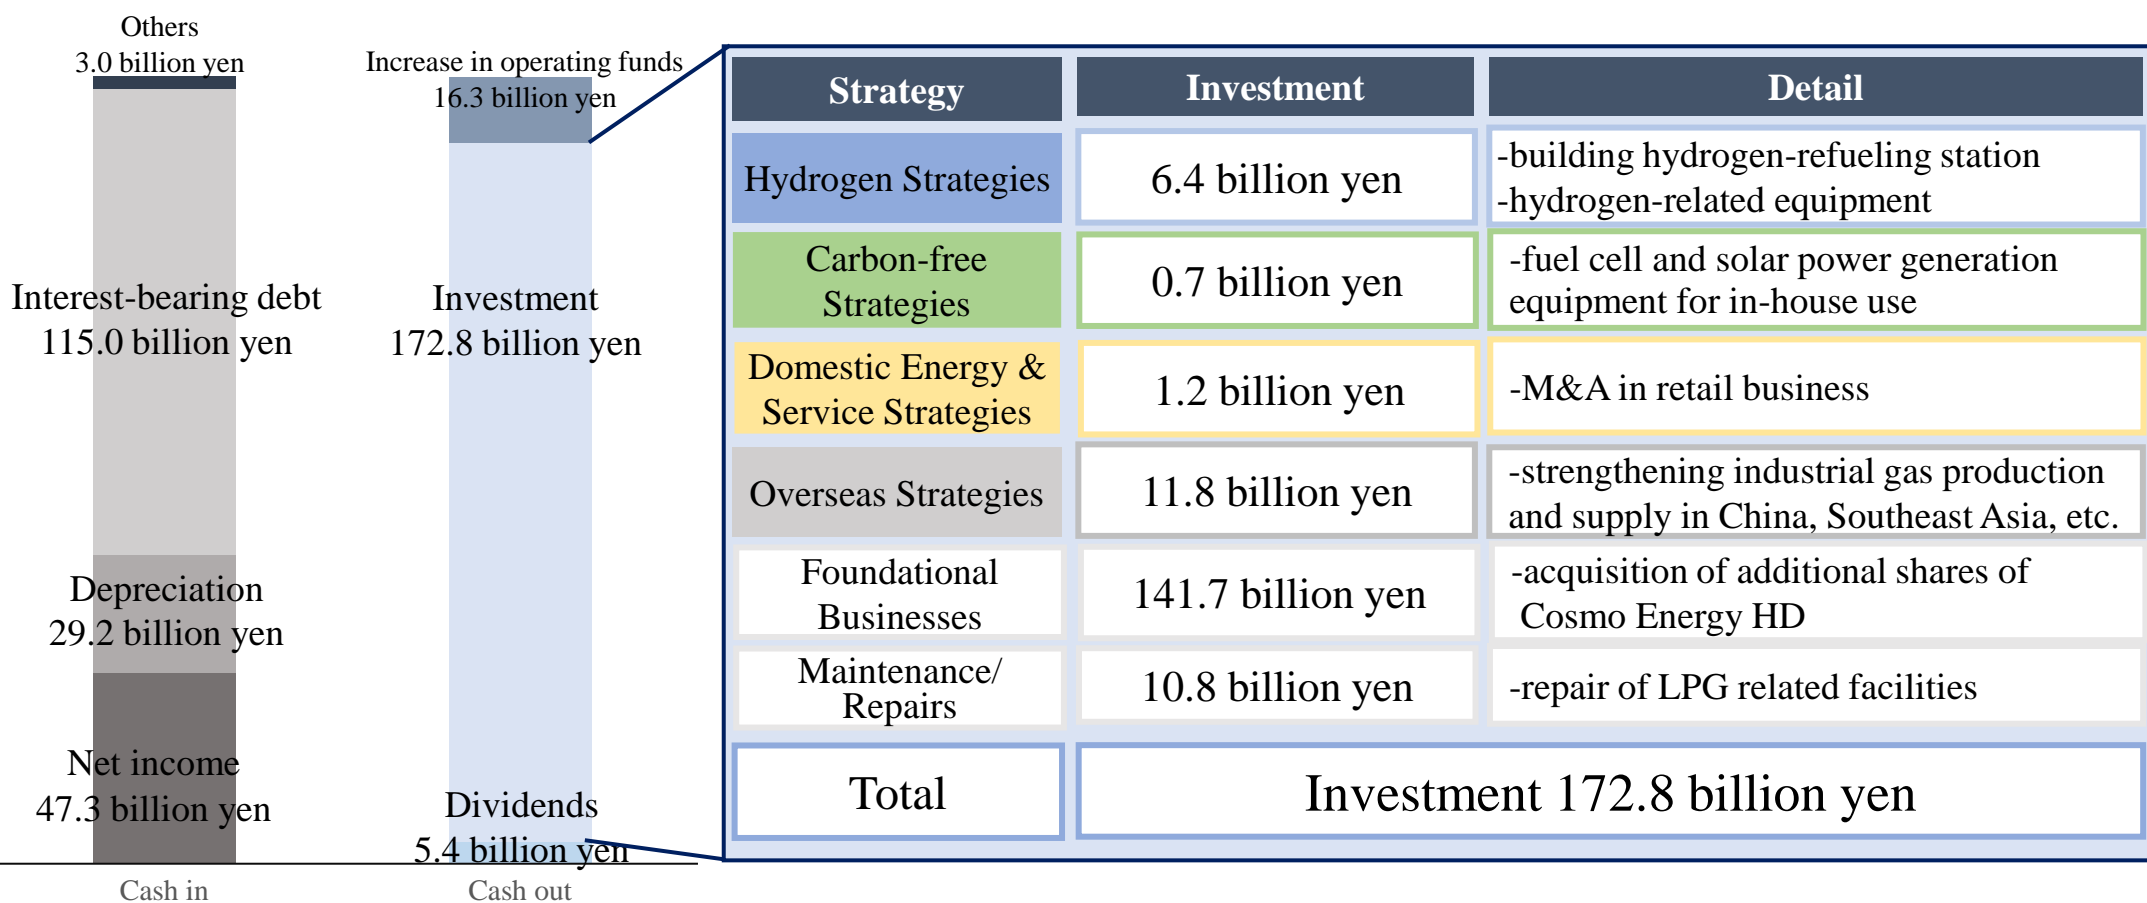 Others
3.0 billion yen
Interest-bearing debt
115.0 billion yen
Depreciation
29.2 billion yen
Net income
47.3 billion yen
Cash in
Increase in operating funds
16.3 billion yen
Investment
172.8 billion yen
Dividends
5.4 billion yen
Cash out
Strategy
Investment
Detail
Hydrogen Strategies
6.4 billion yen
-building hydrogen-refueling station
-hydrogen-related equipment
Carbon-free
Strategies
0.7 billion yen
-fuel cell and solar power generation
equipment for in-house use
Domestic Energy &
Service Strategies
1.2 billion yen
-M&A in retail business
Overseas Strategies
11.8 billion yen
-strengthening industrial gas production
and supply in China, Southeast Asia, etc.
Foundational
Businesses
141.7 billion yen
-acquisition of additional shares of
Cosmo Energy HD
Maintenance/
Repairs
10.8 billion yen
-repair of LPG related facilities
Total
Investment 172.8 billion yen